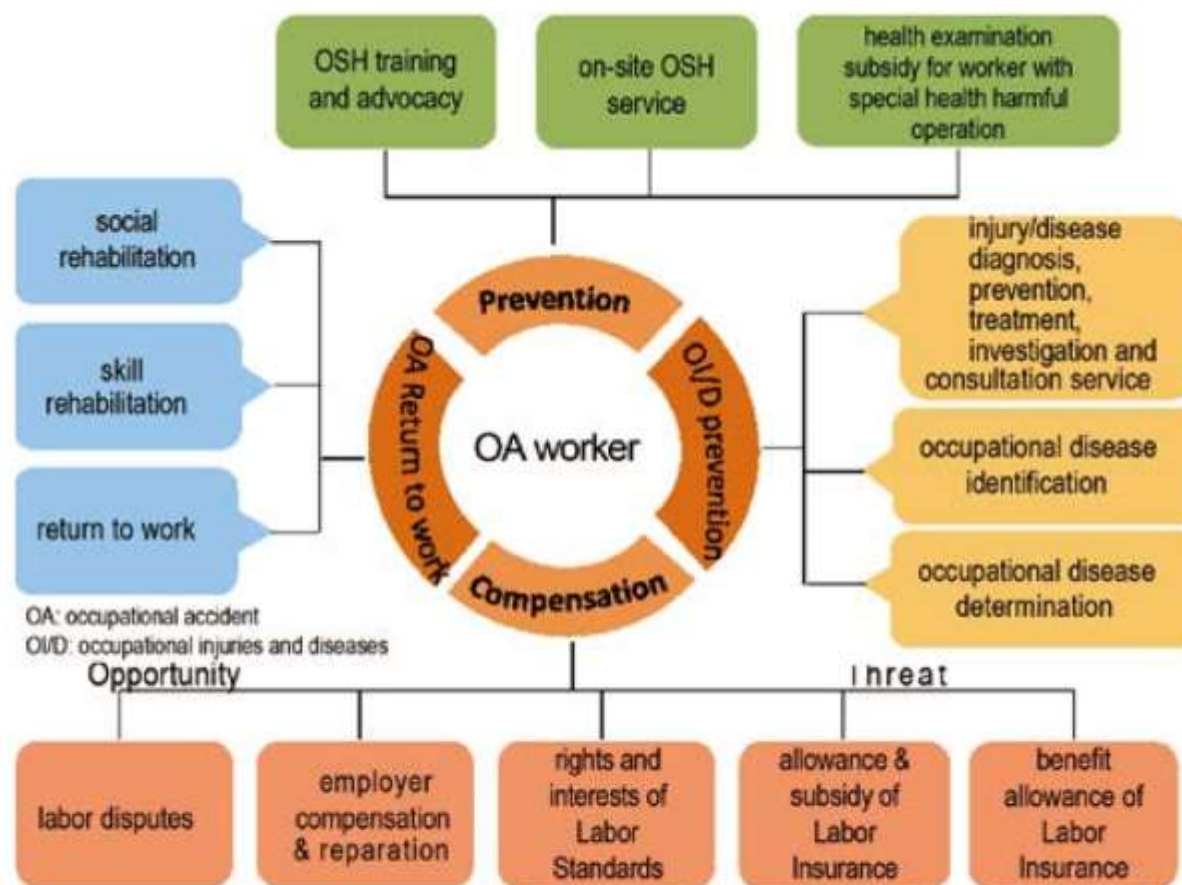 OSH training
and advocacy
on-site OSH
service
health examination
subsidy for worker with
special health harmful
operation
social
rehabilitation
skill
rehabilitation
return to work
Prevention
OA Return to work
OA worker
OI/D prevention
Compensation
injury/disease
diagnosis,
prevention,
treatment,
investigation and
consultation service
occupational disease
identification
occupational disease
determination
OA: occupational accident
OI/D: occupational injuries and diseases
Opportunity
Threat
labor disputes
employer
compensation
& reparation
rights and
interests of
Labor
Standards
allowance &
subsidy of
Labor
Insurance
benefit
allowance of
Labor
Insurance